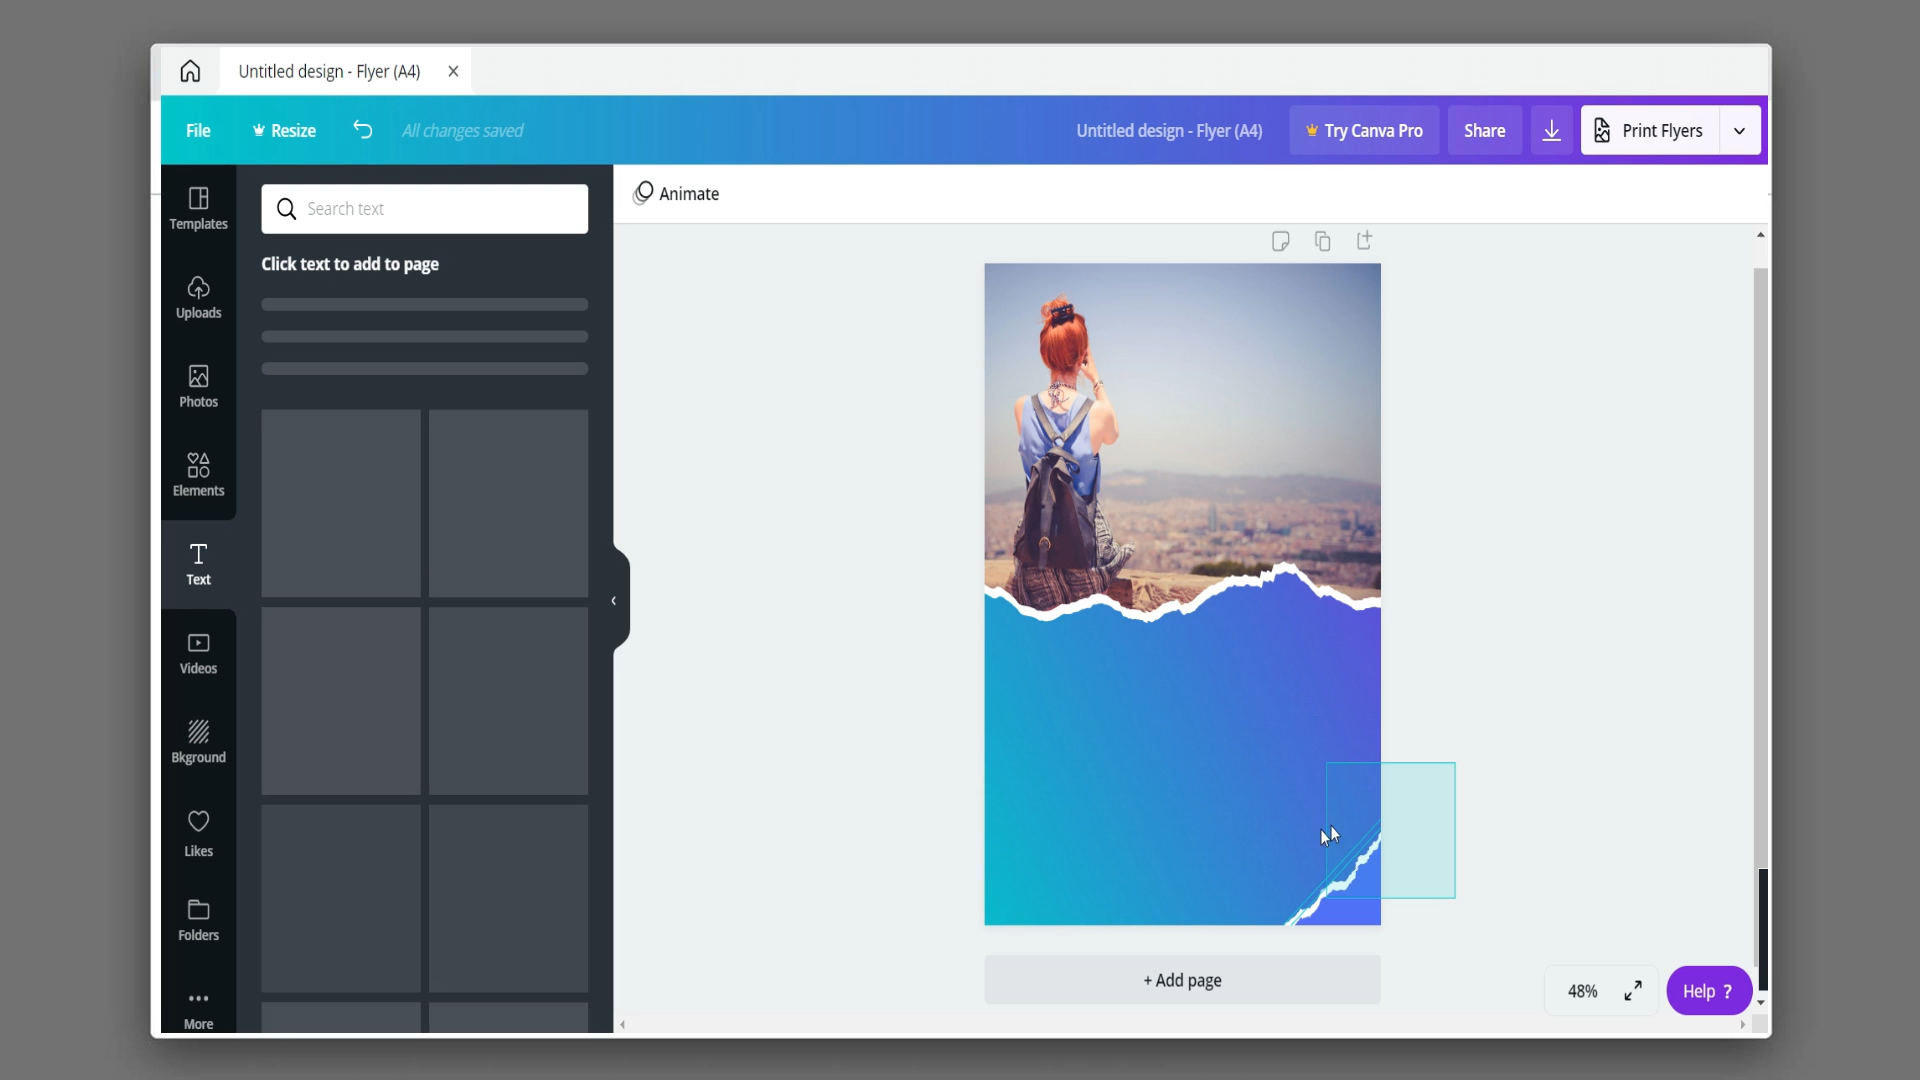 Untitled design - Flyer (A4)
File
Resize
All changes saved
Untitled design - Flyer (A4)
Try Canva Pro
Share
Print Flyers
Templates
Search text
Animate
Click text to add to page
Uploads
Photos
Elements
Text
Videos
Bkground
Likes
Folders
More
+ Add page
48%
Help ?